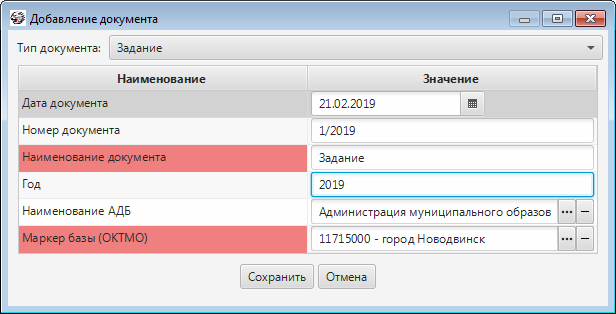 Добавление документа
Тип документа: Задание
Наименование Значение
Дата документа 21.02.2019
Номер документа 1/2019
Наименование документа Задание
Год 2019
Наименование АДБ Администрация муниципального образов ...
Маркер базы (ОКТМО) 11715000 - город Новодвинск ...
Сохранить Отмена